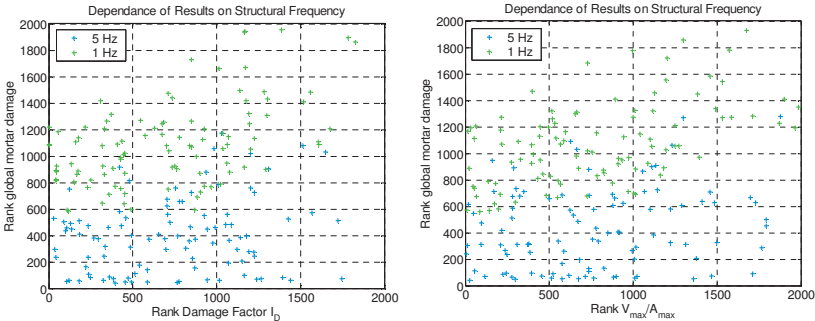 Dependance of Results on Structural Frequency
2000
1800
1600
1400
1200
1000
800
600
400
200
0
Rank global mortar damage
5 Hz
1 Hz
0 500 1000 1500 2000
Rank Damage Factor I_D
Dependance of Results on Structural Frequency
2000
1800
1600
1400
1200
1000
800
600
400
200
0
Rank global mortar damage
5 Hz
1 Hz
0 500 1000 1500 2000
Rank V_max/A_max